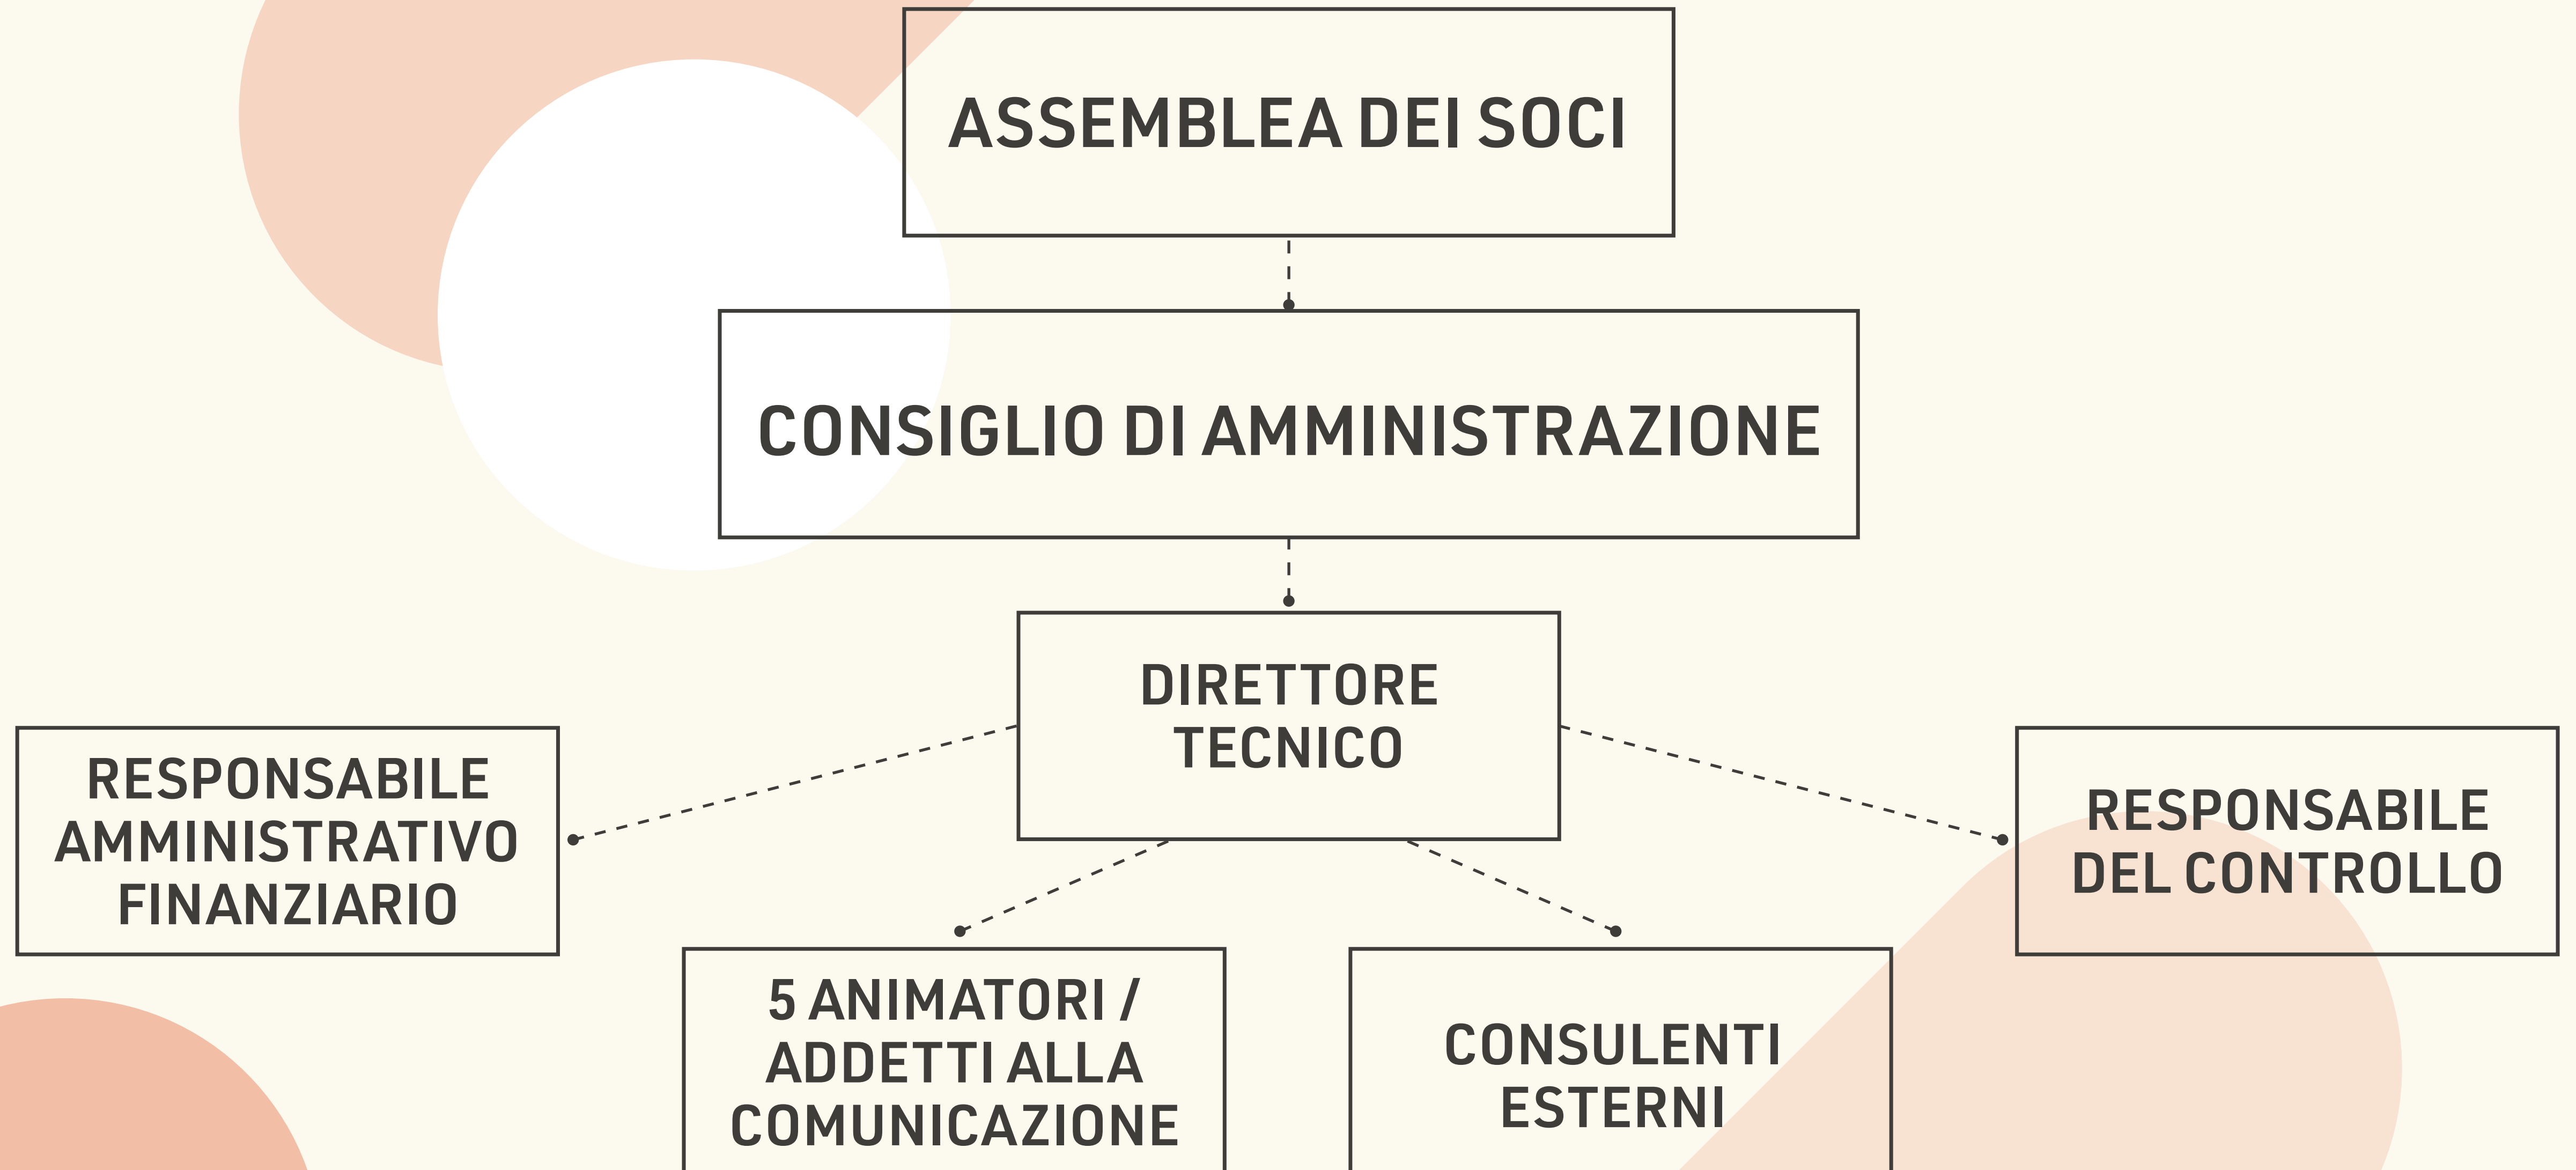 ASSEMBLEA DEI SOCI
CONSIGLIO DI AMMINISTRAZIONE
DIRETTORE
TECNICO
RESPONSABILE
AMMINISTRATIVO
FINANZIARIO
RESPONSABILE
DEL CONTROLLO
5 ANIMATORI /
ADDETTI ALLA
COMUNICAZIONE
CONSULENTI
ESTERNI